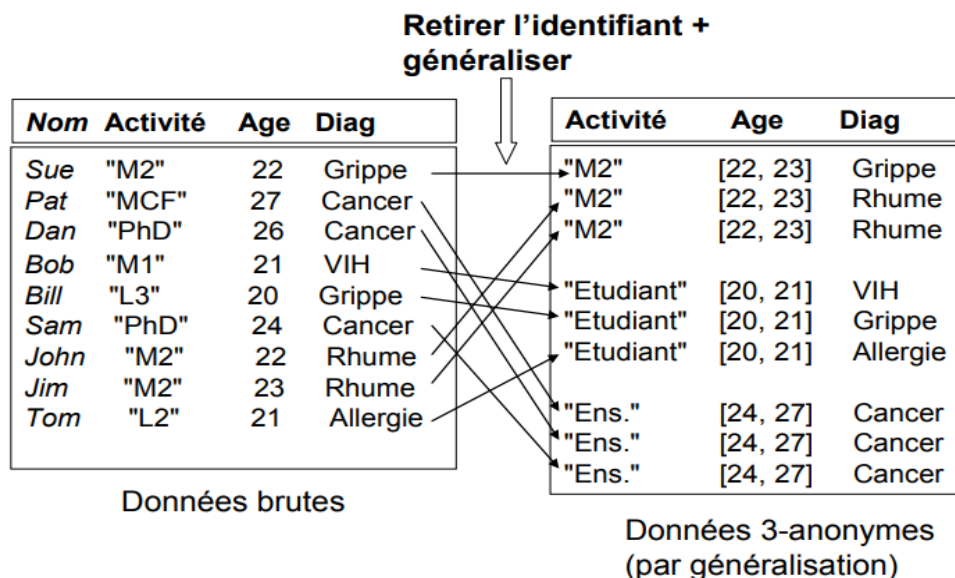 Retirer l'identifiant +
généraliser
Nom Activité Age Diag
Sue "M2" 22 Grippe
Pat "MCF" 27 Cancer
Dan "PhD" 26 Cancer
Bob "M1" 21 VIH
Bill "L3" 20 Grippe
Sam "PhD" 24 Cancer
John "M2" 22 Rhume
Jim "M2" 23 Rhume
Tom "L2" 21 Allergie
Données brutes
Activité Age Diag
"M2" [22, 23] Grippe
"M2" [22, 23] Rhume
"M2" [22, 23] Rhume
"Etudiant" [20, 21] VIH
"Etudiant" [20, 21] Grippe
"Etudiant" [20, 21] Allergie
"Ens." [24, 27] Cancer
"Ens." [24, 27] Cancer
"Ens." [24, 27] Cancer
Données 3-anonymes
(par généralisation)